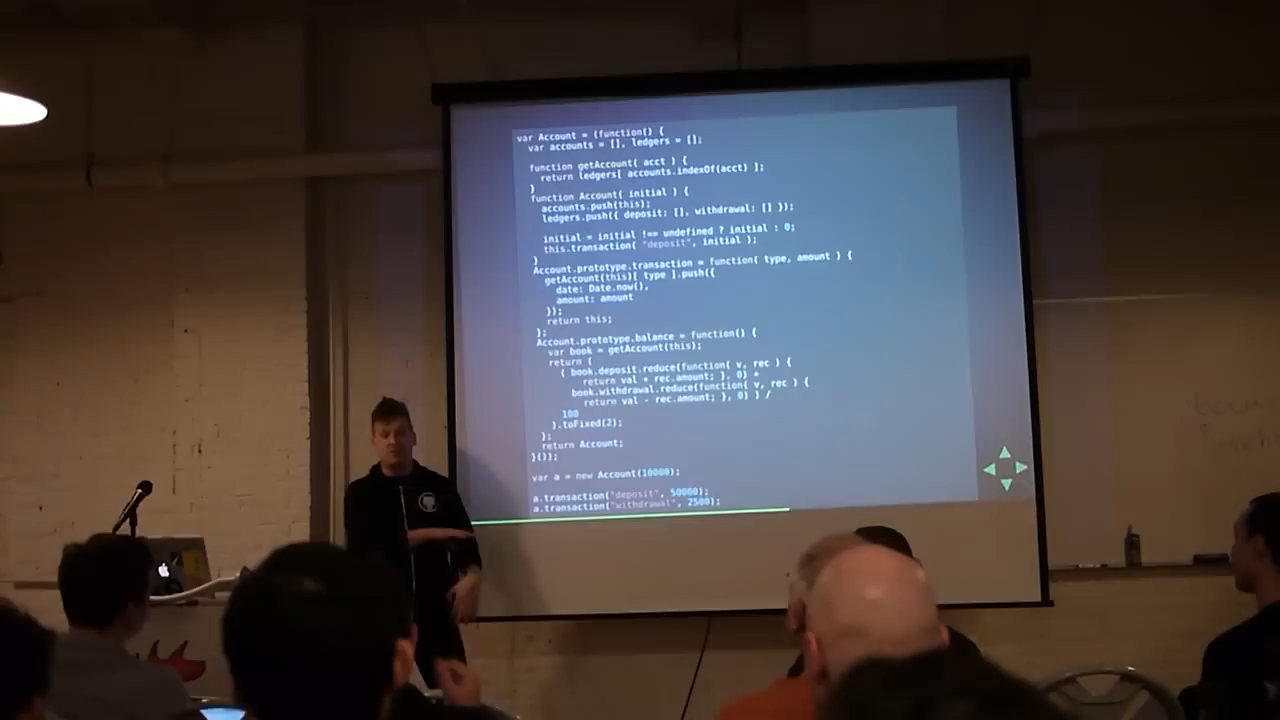 var Account = (function() {
var accounts = [], ledgers = [];
function getAccount( acct ) {
return ledgers[ accounts.indexOf(acct) ];
}
function Account( initial ) {
accounts.push(this);
ledgers.push({ deposit: [], withdrawal: [] });
initial = initial !== undefined ? initial : 0;
this.transaction( "deposit", initial );
}
Account.prototype.transaction = function( type, amount ) {
getAccount(this)[ type ].push({
date: Date.now(),
amount: amount
});
return this;
};
Account.prototype.balance = function() {
var book = getAccount(this);
return (
( book.deposit.reduce(function( v, rec ) {
return val + rec.amount; }, 0) +
book.withdrawal.reduce(function( v, rec ) {
return val - rec.amount; }, 0) ) /
100
).toFixed(2);
};
return Account;
}());
var a = new Account(10000);
a.transaction("deposit", 50000);
a.transaction("withdrawal", 2500);